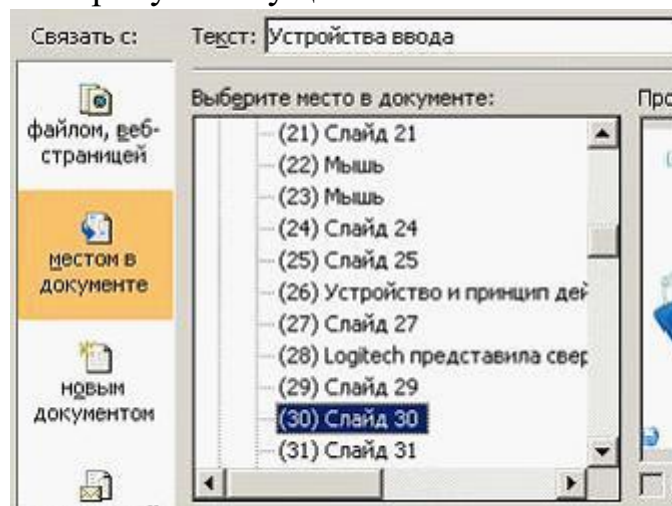 Связать с:
Текст: Устройства ввода
Выберите место в документе:
файлом, веб-
страницей
местом в
документе
новым
документом
(21) Слайд 21
(22) Мышь
(23) Мышь
(24) Слайд 24
(25) Слайд 25
(26) Устройство и принцип дей
(27) Слайд 27
(28) Logitech представила свер
(29) Слайд 29
(30) Слайд 30
(31) Слайд 31
Про